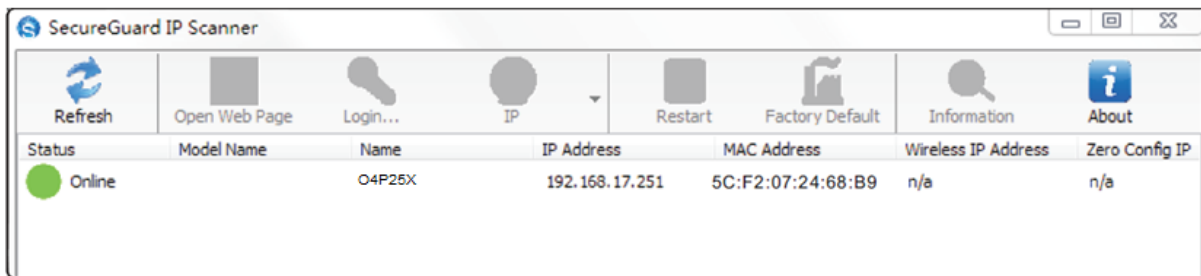 SecureGuard IP Scanner
Refresh Open Web Page Login... IP Restart Factory Default Information About
Status Model Name Name IP Address MAC Address Wireless IP Address Zero Config IP
Online O4P25X 192.168.17.251 5C:F2:07:24:68:B9 n/a n/a